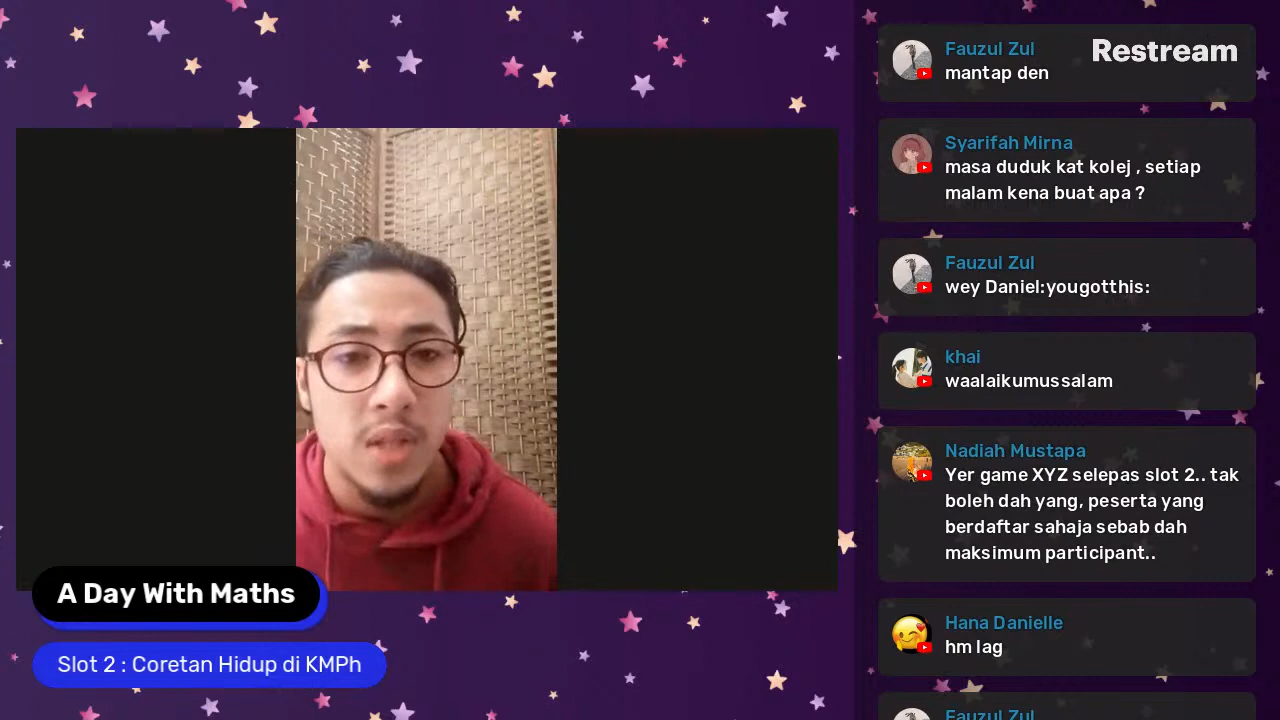 Fauzul Zul
Restream
mantap den
Syarifah Mirna
masa duduk kat kolej , setiap
malam kena buat apa ?
Fauzul Zul
wey Daniel:yougotthis:
khai
waalaikumussalam
Nadiah Mustapa
Yer game XYZ selepas slot 2.. tak
boleh dah yang, peserta yang
berdaftar sahaja sebab dah
maksimum participant..
Hana Danielle
hm lag
Fauzul Zul
A Day With Maths
Slot 2 : Coretan Hidup di KMPh